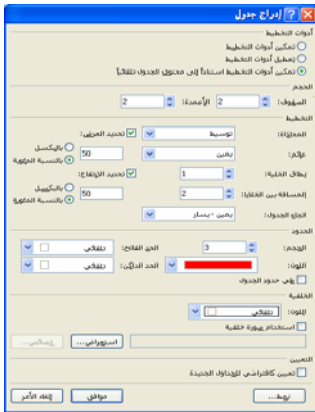 إدراج جدول
أدوات التخطيط
تمكين أدوات التخطيط
تعطيل أدوات التخطيط
تمكين أدوات التخطيط استناداً إلى محتوى الجدول تلقائياً
الحجم
الصفوف: 2 الأعمدة: 2
التخطيط
المحاذاة: توسيط تحديد العرض:
عائم: يمين 50 بالبكسل
بالنسبة المئوية
نطاق الخلية: 1 تحديد الارتفاع:
المسافة بين الخلايا: 2 50 بالبكسل
بالنسبة المئوية
اتجاه الجدول: يمين - يسار
الحدود
الحجم: 3 الحد الفاتح: تلقائي
اللون: الحد الداكن: تلقائي
طي حدود الجدول
الخلفية
اللون: تلقائي
استخدام صورة خلفية
استعراض... خصائص...
التعيين
تعيين كافتراضي للجداول الجديدة
نمط... موافق إلغاء الأمر